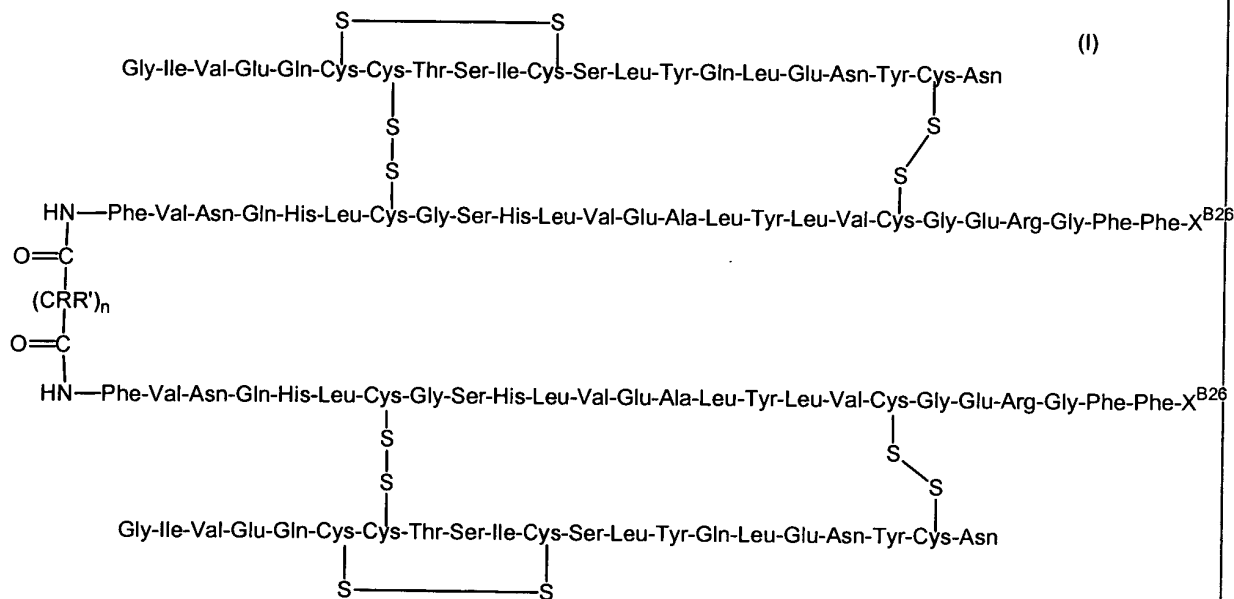 S S
(I)
Gly-Ile-Val-Glu-Gln-Cys-Cys-Thr-Ser-Ile-Cys-Ser-Leu-Tyr-Gln-Leu-Glu-Asn-Tyr-Cys-Asn
S S
S S
HN—Phe-Val-Asn-Gln-His-Leu-Cys-Gly-Ser-His-Leu-Val-Glu-Ala-Leu-Tyr-Leu-Val-Cys-Gly-Glu-Arg-Gly-Phe-Phe-X^B26
O=C
(CRR')n
O=C
HN—Phe-Val-Asn-Gln-His-Leu-Cys-Gly-Ser-His-Leu-Val-Glu-Ala-Leu-Tyr-Leu-Val-Cys-Gly-Glu-Arg-Gly-Phe-Phe-X^B26
S S
S S
Gly-Ile-Val-Glu-Gln-Cys-Cys-Thr-Ser-Ile-Cys-Ser-Leu-Tyr-Gln-Leu-Glu-Asn-Tyr-Cys-Asn
S S